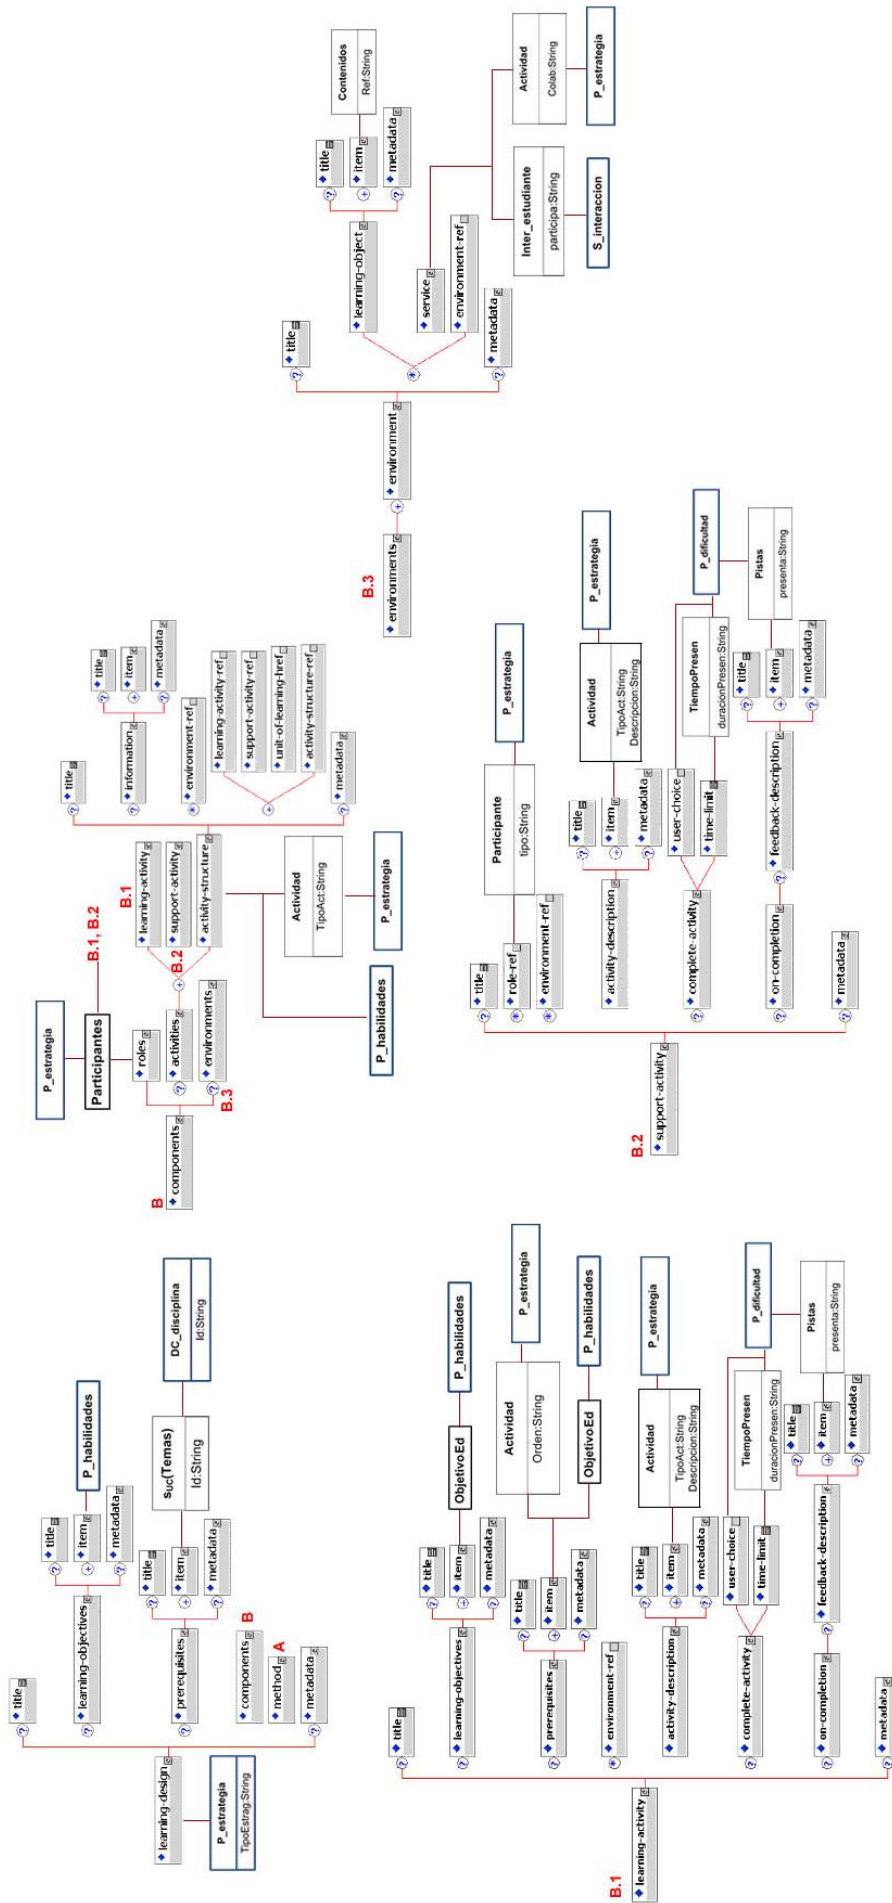 learning-design
P_estrategia
TipoEstrag:String
title
learning-objectives
title
item
metadata
P_habilidades
prerequisites
title
item
metadata
Suc(Temas)
Id:String
DC_disciplina
Id:String
components
B
method
A
metadata
B
components
roles
activities
environments
B.3
Participantes
P_estrategia
B.1, B.2
B.1
B.2
learning-activity
support-activity
activity-structure
P_habilidades
Actividad
TipoAct:String
P_estrategia
title
information
title
item
metadata
environment-ref
learning-activity-ref
support-activity-ref
unit-of-learning-href
activity-structure-ref
metadata
B.3
environments
environment
title
learning-object
title
item
metadata
Contenidos
Ref:String
service
environment-ref
metadata
Inter_estudiante
participa:String
S_interaccion
Actividad
Colab:String
P_estrategia
B.1
learning-activity
title
learning-objectives
title
item
metadata
ObjetivoEd
P_habilidades
prerequisites
title
item
metadata
Actividad
Orden:String
P_estrategia
ObjetivoEd
P_habilidades
environment-ref
activity-description
title
item
metadata
Actividad
TipoAct:String
Descripcion:String
P_estrategia
complete-activity
user-choice
time-limit
TiempoPresen
duracionPresen:String
P_dificultad
on-completion
feedback-description
title
item
metadata
Pistas
presenta:String
metadata
B.2
support-activity
title
role-ref
environment-ref
Participante
tipo:String
P_estrategia
activity-description
title
item
metadata
Actividad
TipoAct:String
Descripcion:String
P_estrategia
complete-activity
user-choice
time-limit
TiempoPresen
duracionPresen:String
P_dificultad
on-completion
feedback-description
title
item
metadata
Pistas
presenta:String
metadata